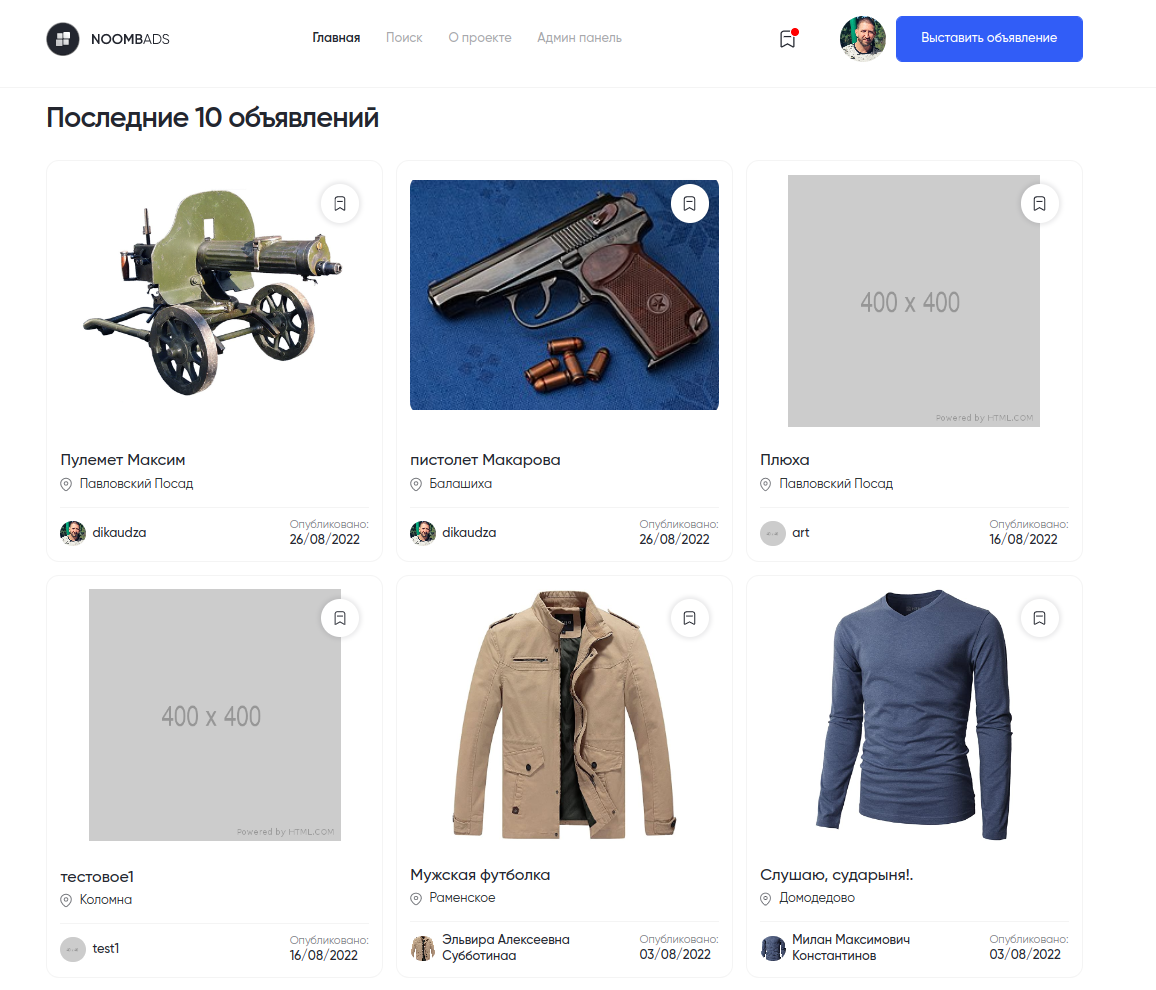 NOOMBADS
Главная
Поиск
О проекте
Админ панель
Выставить объявление
Последние 10 объявлений
400 x 400
Powered by HTML.COM
Пулемет Максим
Павловский Посад
dikaudza
Опубликовано:
26/08/2022
пистолет Макарова
Балашиха
dikaudza
Опубликовано:
26/08/2022
Плюха
Павловский Посад
art
Опубликовано:
16/08/2022
400 x 400
Powered by HTML.COM
тестовое1
Коломна
test1
Опубликовано:
16/08/2022
Мужская футболка
Раменское
Эльвира Алексеевна
Субботинаа
Опубликовано:
03/08/2022
Слушаю, сударыня!.
Домодедово
Милан Максимович
Константинов
Опубликовано:
03/08/2022